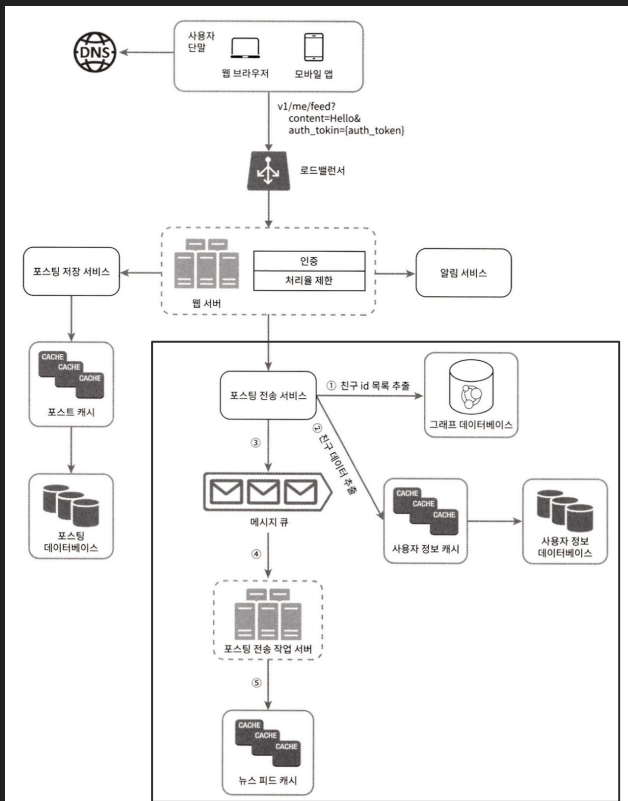 DNS
사용자
단말
웹 브라우저
모바일 앱
v1/me/feed?
content=Hello&
auth_tokin={auth_token}
로드밸런서
포스팅 저장 서비스
인증
처리율 제한
웹 서버
알림 서비스
CACHE
CACHE
CACHE
포스트 캐시
포스팅
데이터베이스
포스팅 전송 서비스
① 친구 id 목록 추출
그래프 데이터베이스
② 친구 데이터 추출
③
메시지 큐
CACHE
CACHE
CACHE
사용자 정보 캐시
사용자 정보
데이터베이스
④
포스팅 전송 작업 서버
⑤
CACHE
CACHE
CACHE
뉴스 피드 캐시